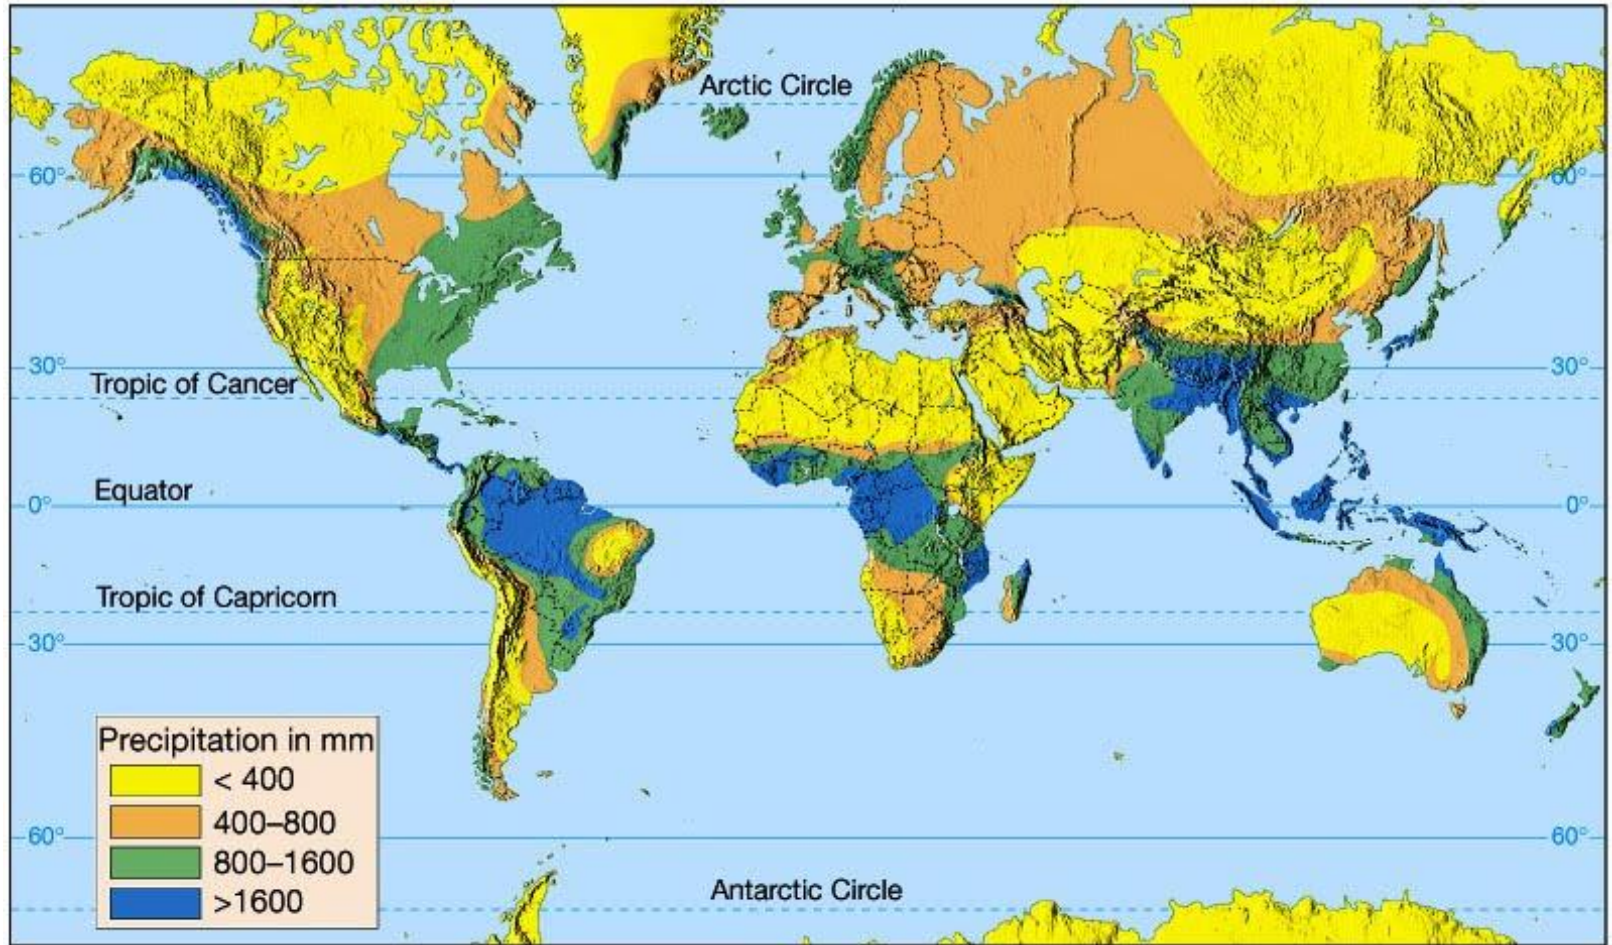 Arctic Circle
60° 60°
30° 30°
Tropic of Cancer
Equator
0° 0°
Tropic of Capricorn
30° 30°
Precipitation in mm
< 400
400–800
800–1600
>1600
60° 60°
Antarctic Circle